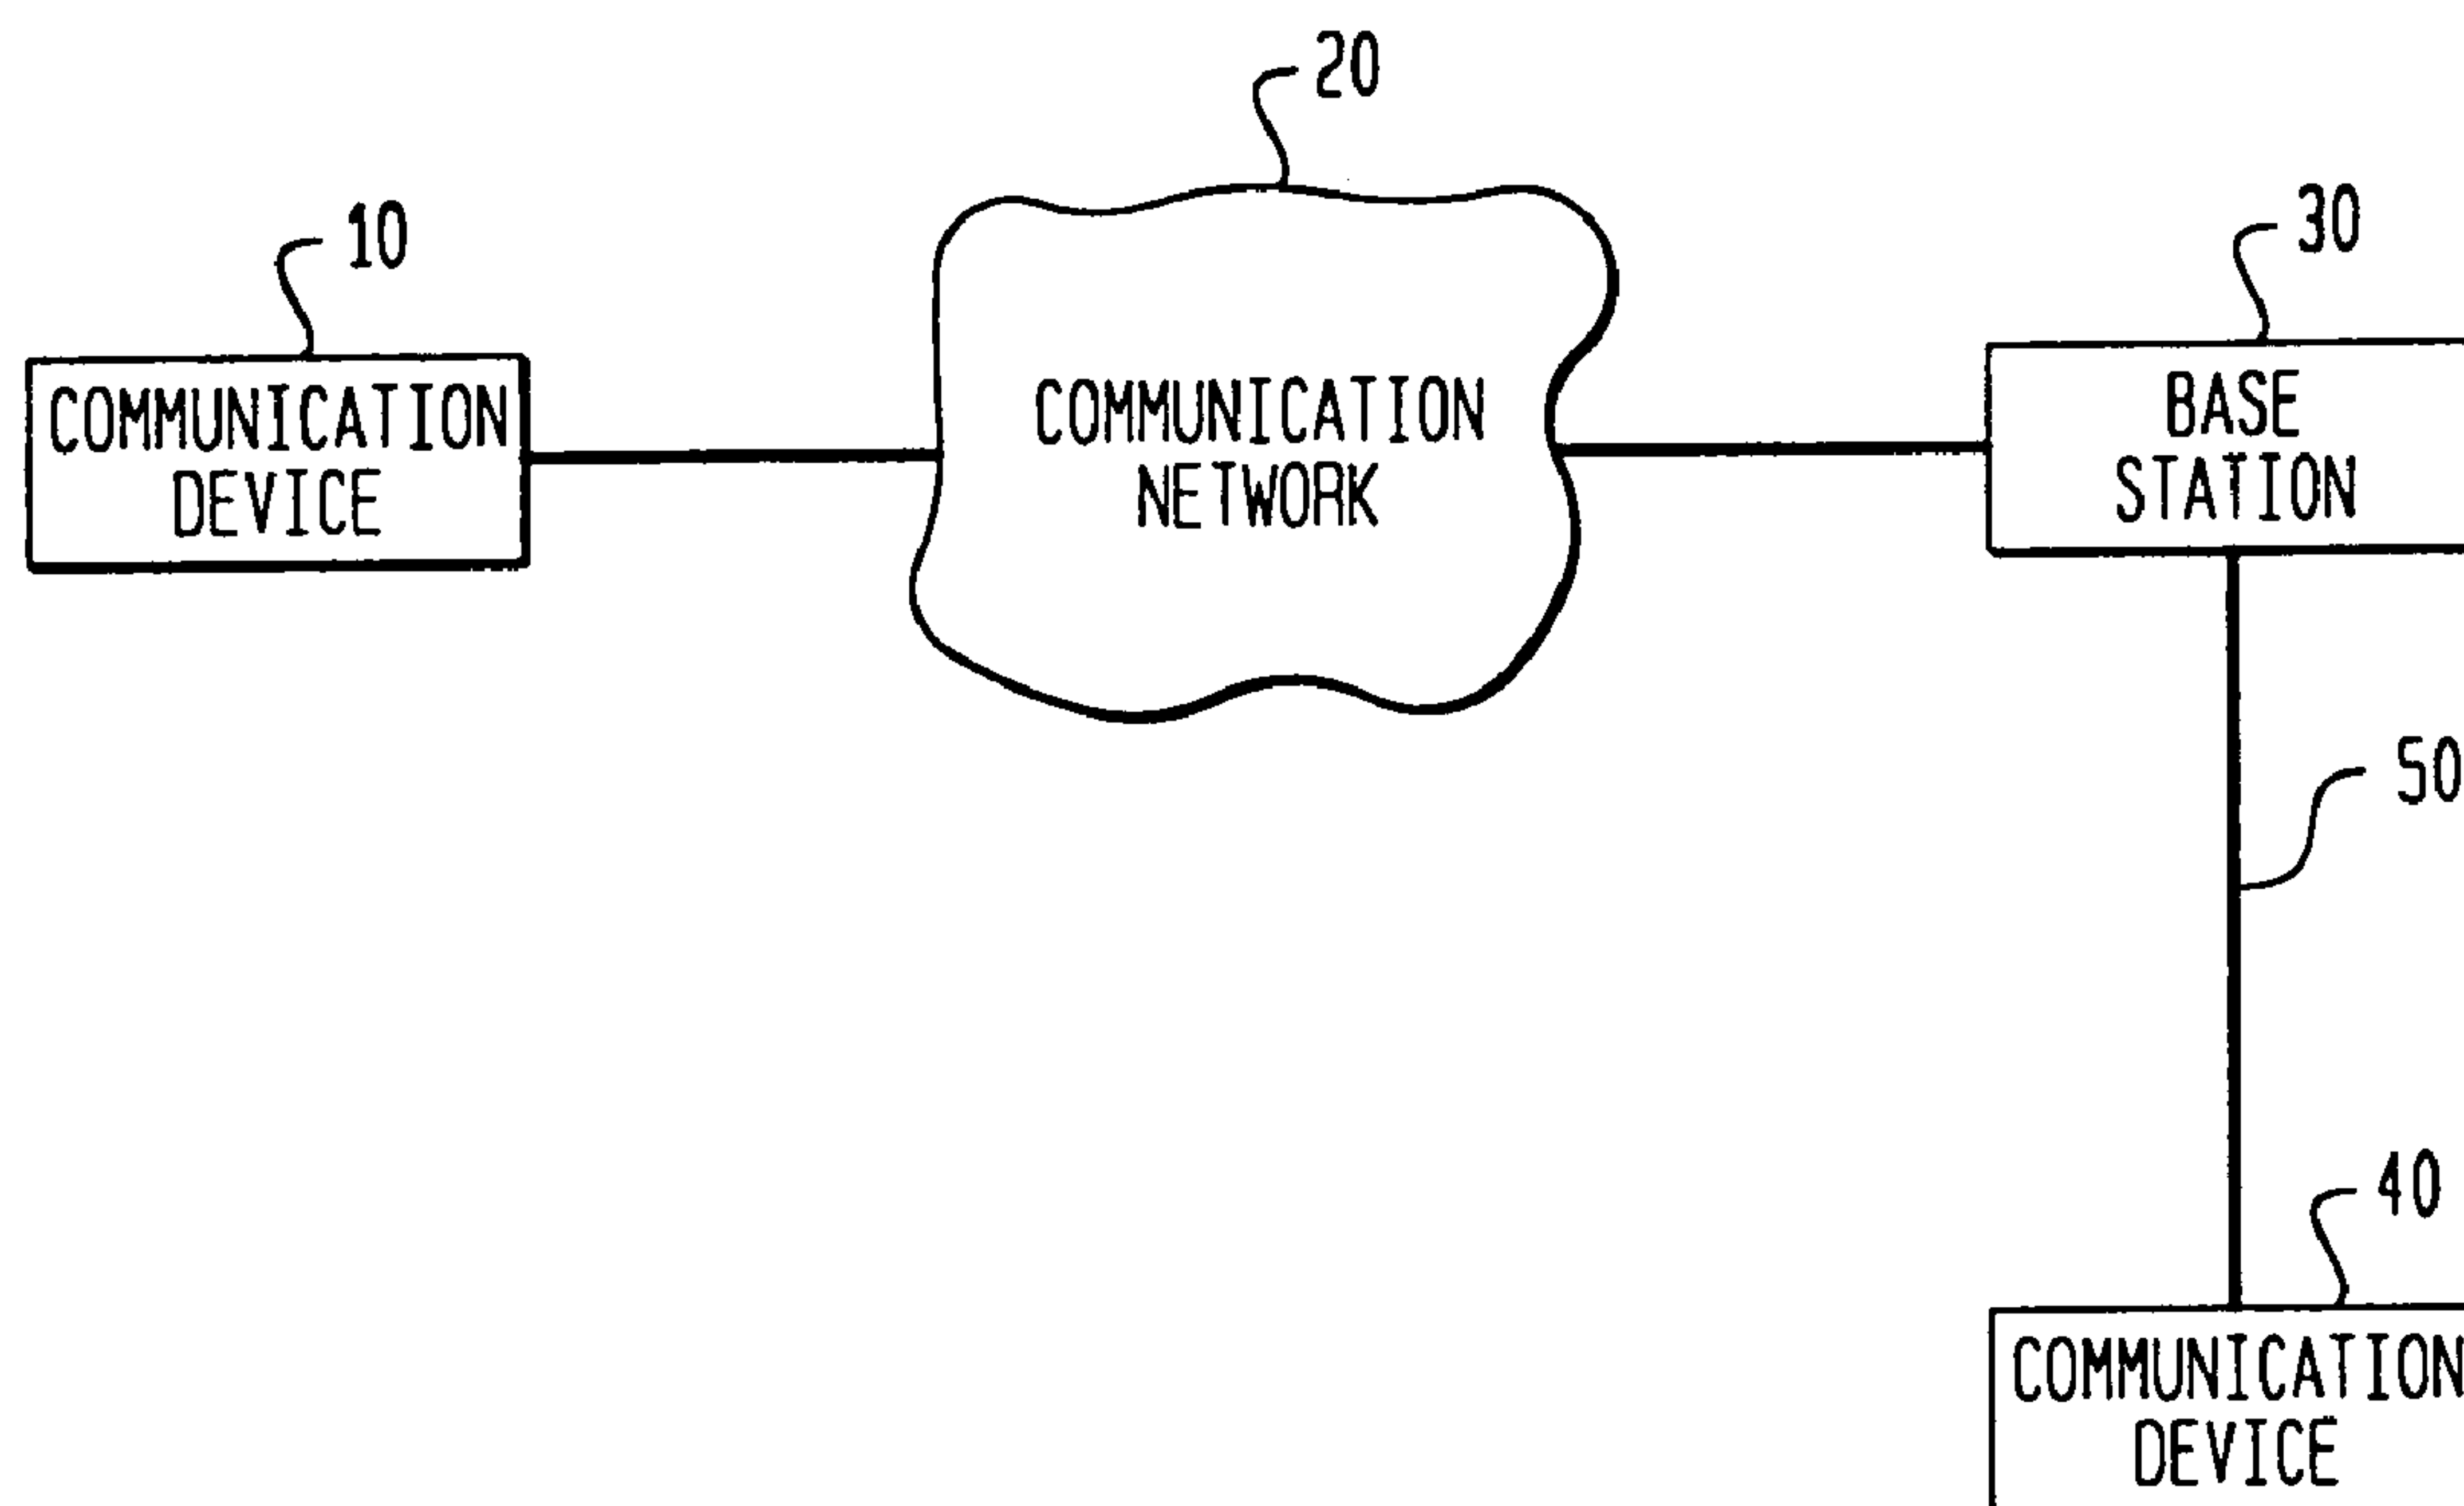 20
10
30
COMMUNICATION
DEVICE
COMMUNICATION
NETWORK
BASE
STATION
50
40
COMMUNICATION
DEVICE